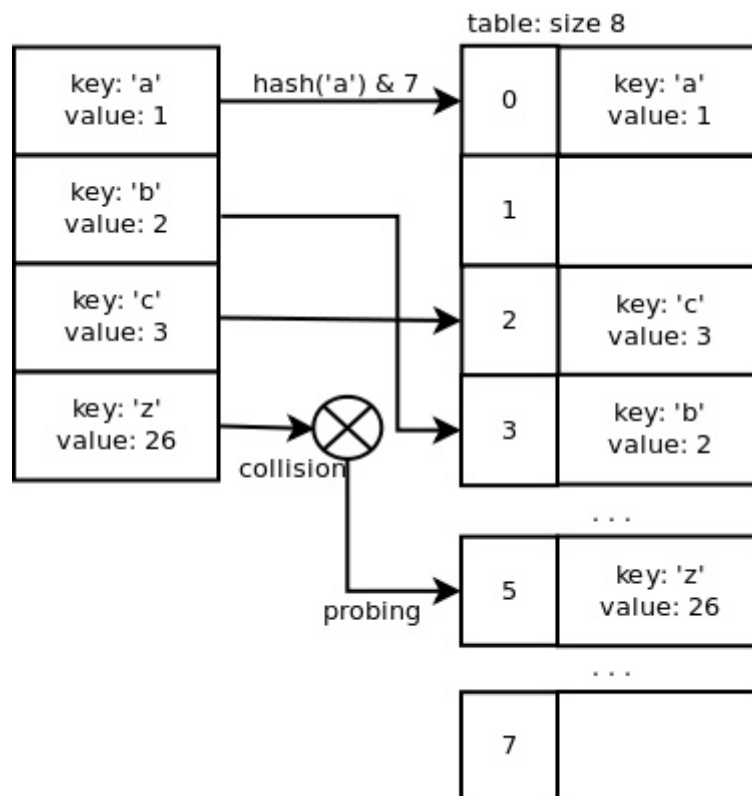 table: size 8
key: 'a'
value: 1
hash('a') & 7
0
key: 'a'
value: 1
key: 'b'
value: 2
1
key: 'c'
value: 3
2
key: 'c'
value: 3
key: 'z'
value: 26
collision
3
key: 'b'
value: 2
. . .
probing
5
key: 'z'
value: 26
. . .
7